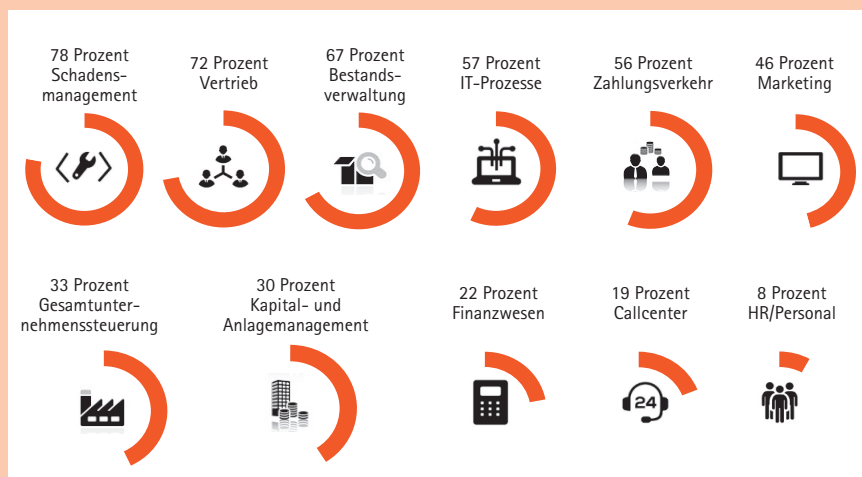 78 Prozent
Schadens-
management
72 Prozent
Vertrieb
67 Prozent
Bestands-
verwaltung
57 Prozent
IT-Prozesse
56 Prozent
Zahlungsverkehr
46 Prozent
Marketing
33 Prozent
Gesamtunter-
nehmenssteuerung
30 Prozent
Kapital- und
Anlagemanagement
22 Prozent
Finanzwesen
19 Prozent
Callcenter
24
8 Prozent
HR/Personal